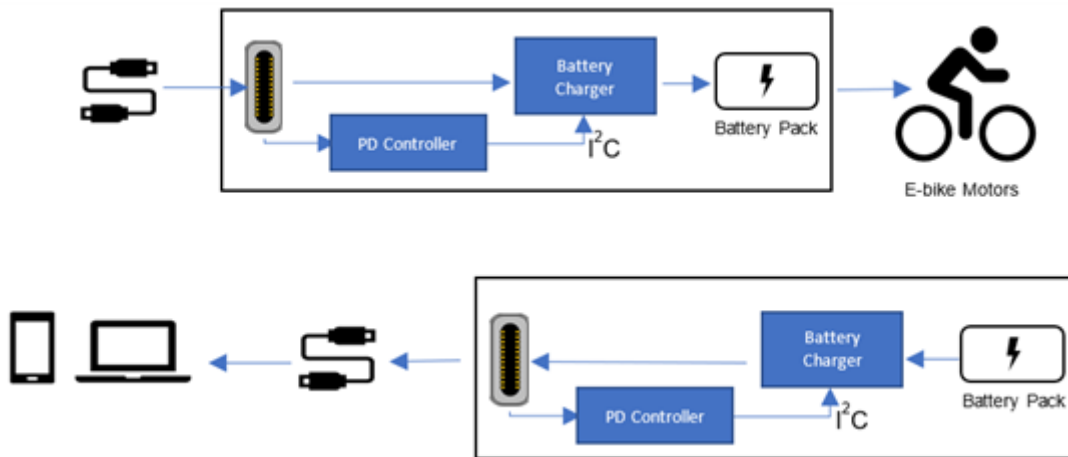 Battery
Charger
PD Controller
I²C
Battery Pack
E-bike Motors
Battery
Charger
PD Controller
I²C
Battery Pack